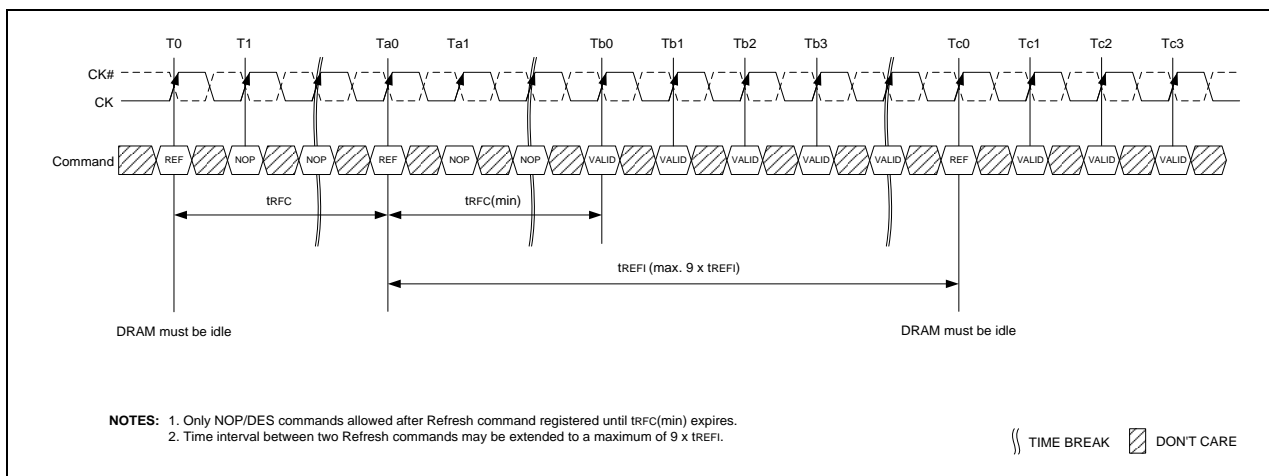 T0 T1 Ta0 Ta1 Tb0 Tb1 Tb2 Tb3 Tc0 Tc1 Tc2 Tc3
CK#
CK
Command REF NOP NOP REF NOP NOP VALID VALID VALID VALID VALID REF VALID VALID VALID
tRFC tRFC(min)
tREFI (max. 9 x tREFI)
DRAM must be idle DRAM must be idle
NOTES: 1. Only NOP/DES commands allowed after Refresh command registered until tRFC(min) expires.
2. Time interval between two Refresh commands may be extended to a maximum of 9 x tREFI.
TIME BREAK DON'T CARE